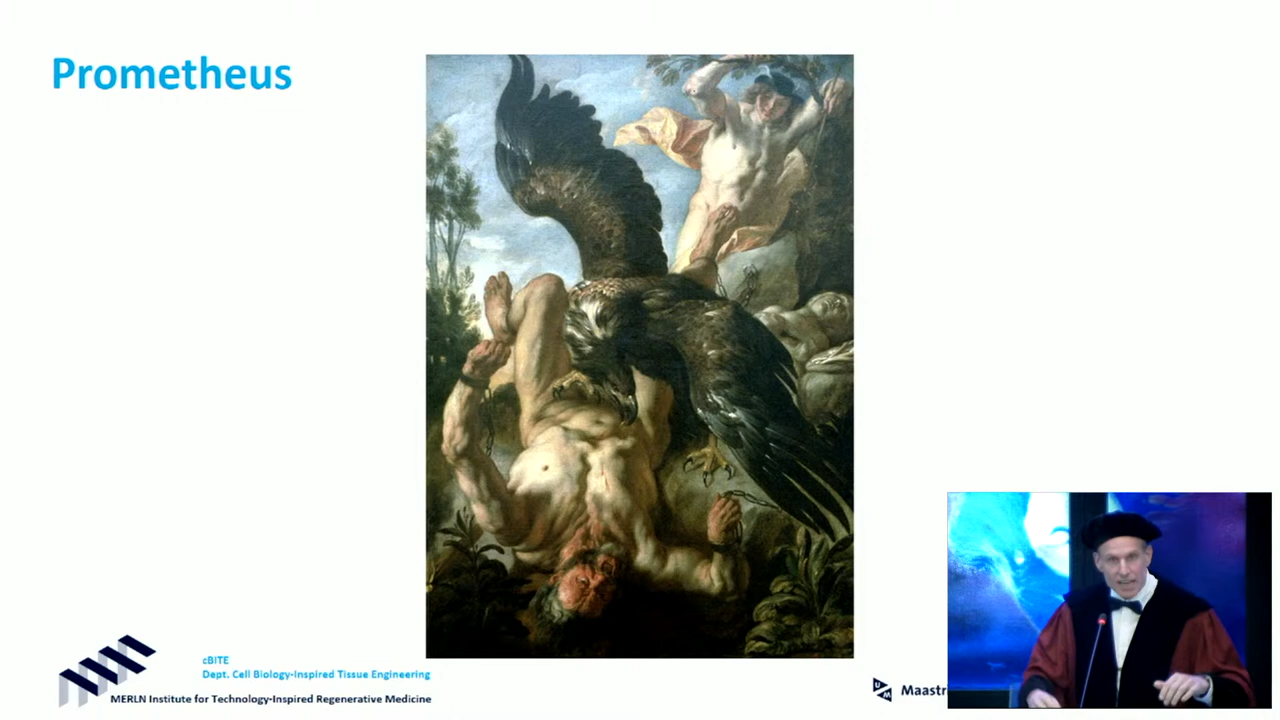 Prometheus
cBITE
Dept. Cell Biology-Inspired Tissue Engineering
MERLN Institute for Technology-Inspired Regenerative Medicine
Maastr